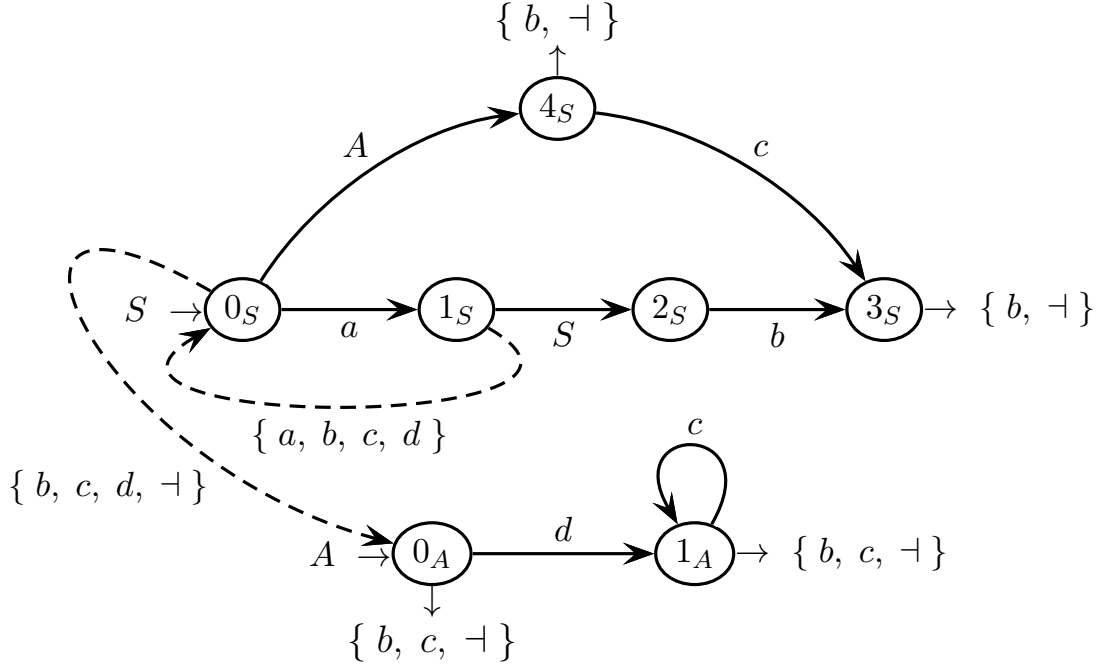 { b, ⊣ }
4_S
A
c
S → 0_S
1_S
2_S
3_S → { b, ⊣ }
a
S
b
{ a, b, c, d }
c
{ b, c, d, ⊣ }
d
A → 0_A
1_A → { b, c, ⊣ }
{ b, c, ⊣ }